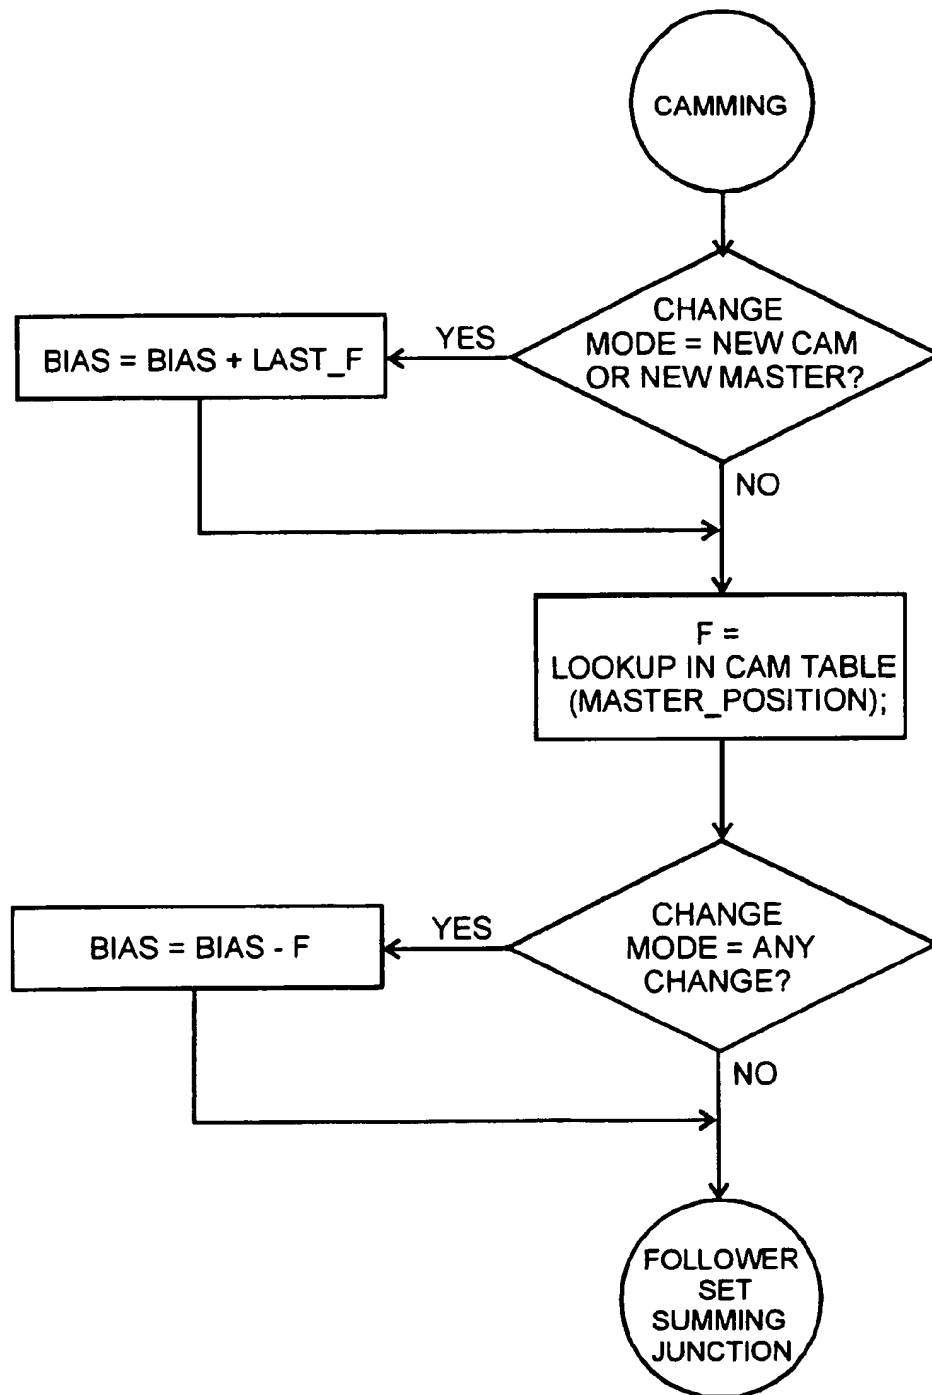 CAMMING
CHANGE
MODE = NEW CAM
OR NEW MASTER?
YES
BIAS = BIAS + LAST_F
NO
F =
LOOKUP IN CAM TABLE
(MASTER_POSITION);
CHANGE
MODE = ANY
CHANGE?
YES
BIAS = BIAS - F
NO
FOLLOWER
SET
SUMMING
JUNCTION